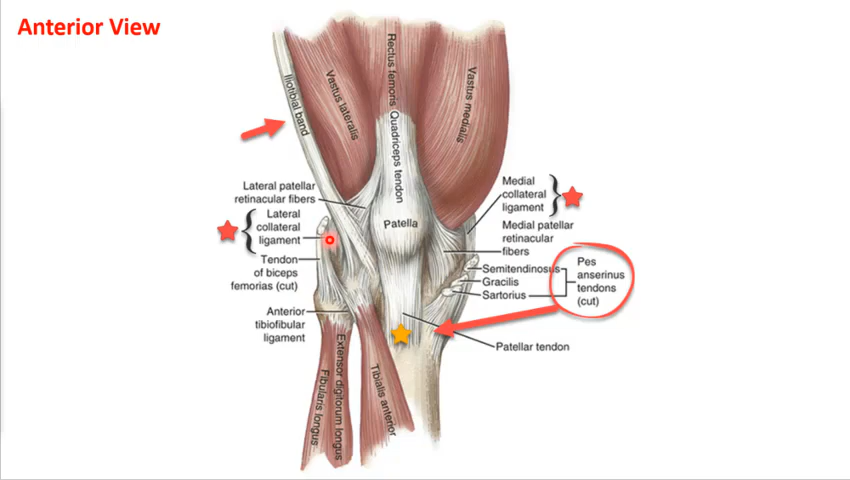 Anterior View
Iliotibial band
Vastus lateralis
Rectus femoris
Quadriceps tendon
Vastus medialis
Lateral patellar
retinacular fibers
Lateral
collateral
ligament
Tendon
of biceps
femorias (cut)
Anterior
tibiofibular
ligament
Patella
Medial
collateral
ligament
Medial patellar
retinacular
fibers
Semitendinosus
Gracilis
Sartorius
Pes
anserinus
tendons
(cut)
Patellar tendon
Fibularis longus
Extensor digitorum longus
Tibialis anterior